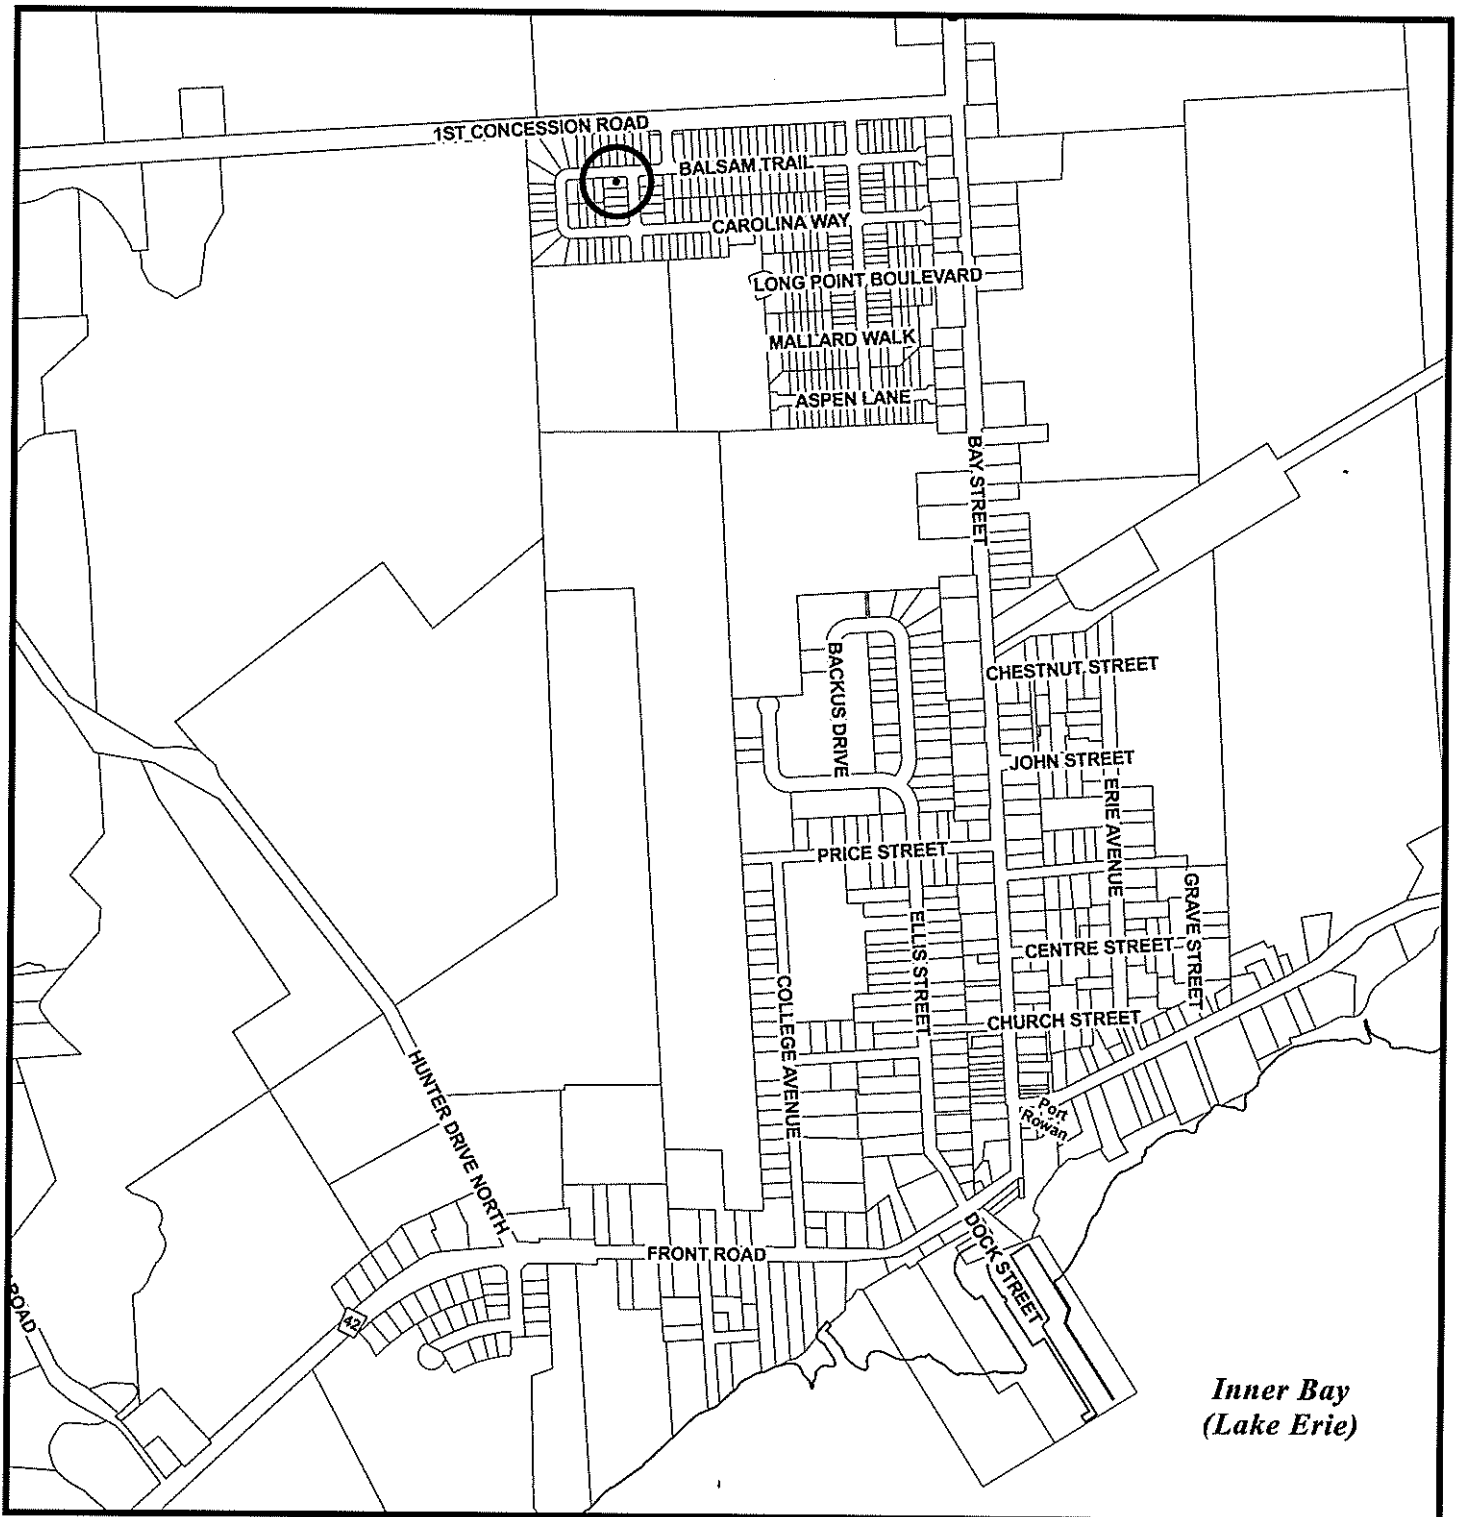 1ST CONCESSION ROAD
BALSAM TRAIL
CAROLINA WAY
LONG POINT BOULEVARD
MALLARD WALK
ASPEN LANE
BAY STREET
BACKUS DRIVE
CHESTNUT STREET
JOHN STREET
ERIE AVENUE
PRICE STREET
GRAVE STREET
ELLIS STREET
CENTRE STREET
COLLEGE AVENUE
CHURCH STREET
HUNTER DRIVE NORTH
Port
Rowan
FRONT ROAD
DOCK STREET
ROAD
42
Inner Bay
(Lake Erie)